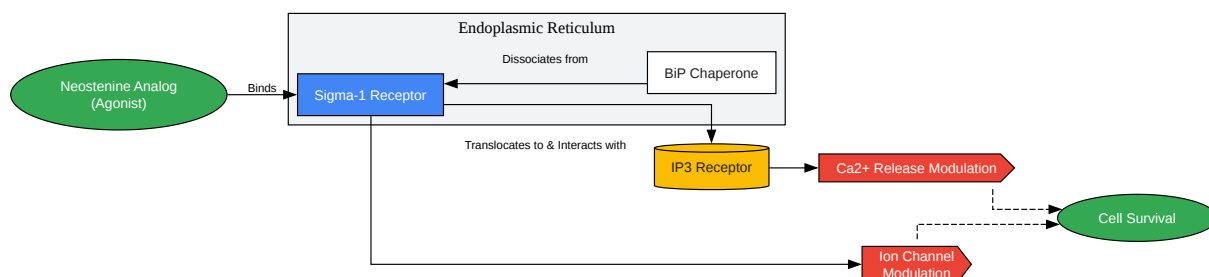 Endoplasmic Reticulum
Dissociates from
BiP Chaperone
Neostenine Analog
(Agonist)
Binds
Sigma-1 Receptor
Translocates to & Interacts with
IP3 Receptor
Ca2+ Release Modulation
Cell Survival
Ion Channel
Modulation